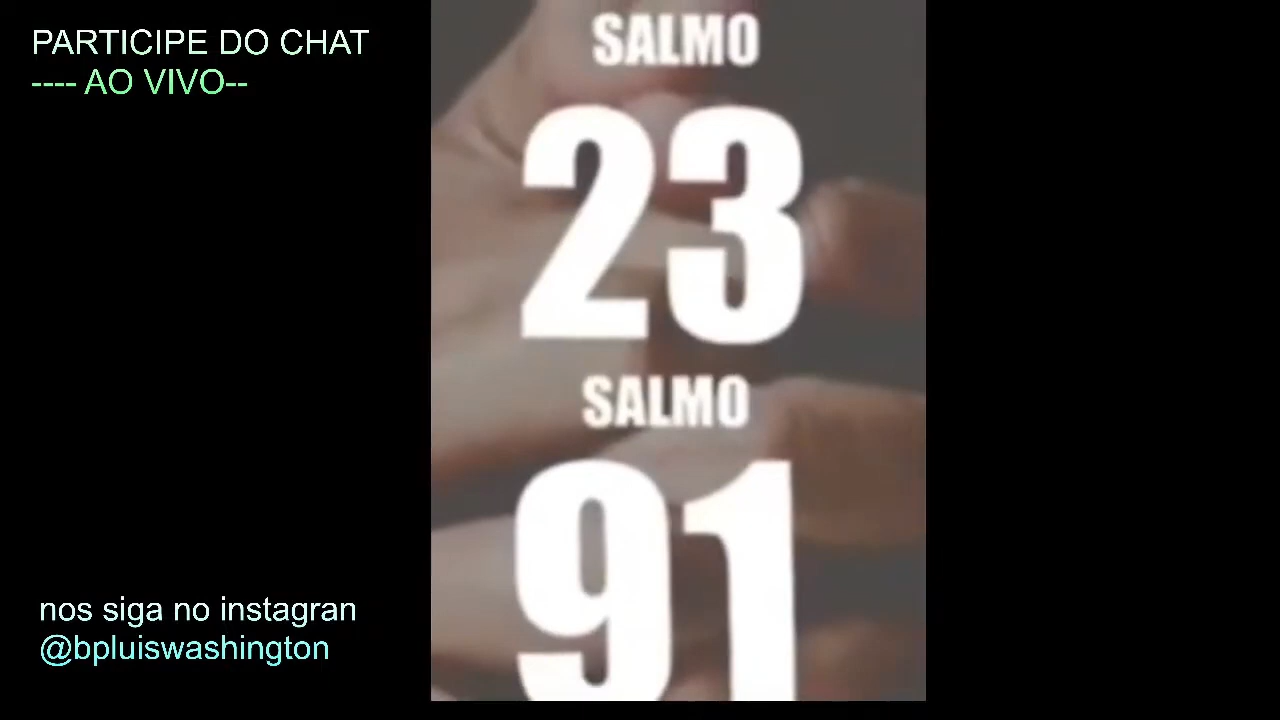 PARTICIPE DO CHAT
---- AO VIVO--
SALMO
23
SALMO
91
nos siga no instagran
@bpluiswashington